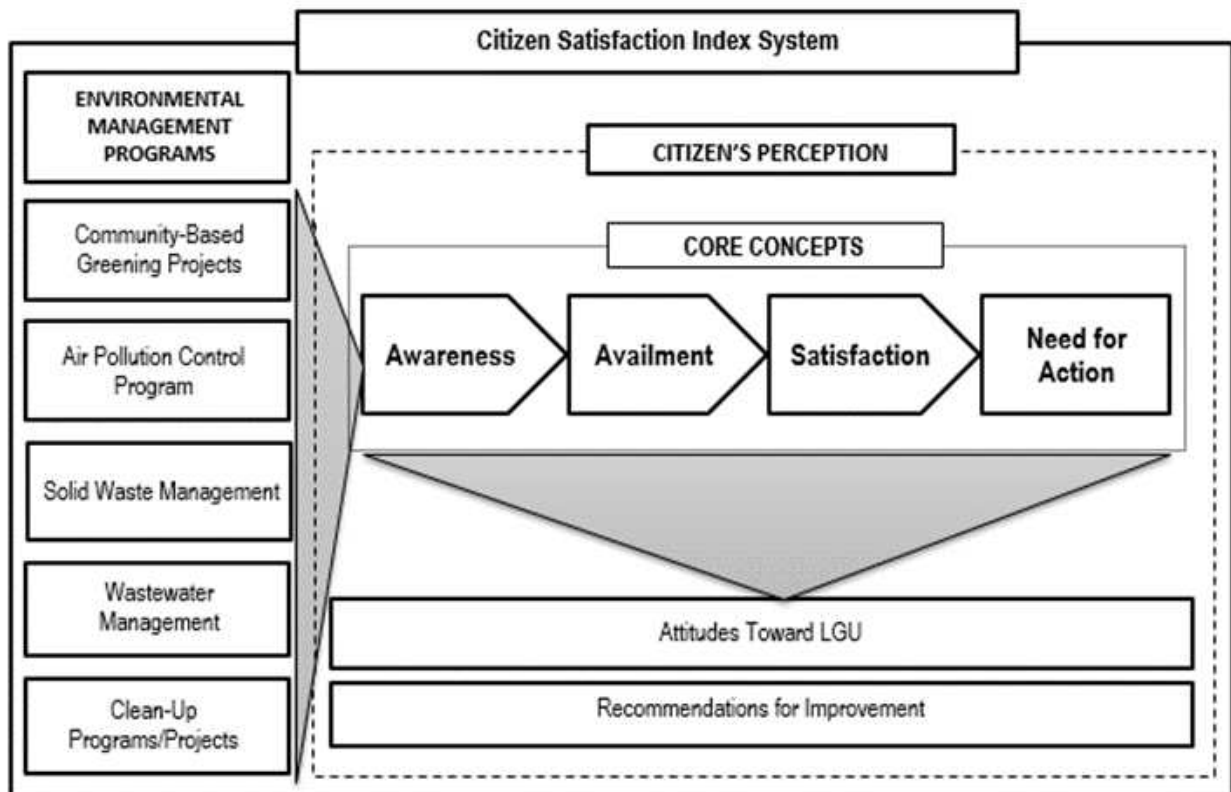 Citizen Satisfaction Index System
ENVIRONMENTAL
MANAGEMENT
PROGRAMS
Community-Based
Greening Projects
Air Pollution Control
Program
Solid Waste Management
Wastewater
Management
Clean-Up
Programs/Projects
CITIZEN'S PERCEPTION
CORE CONCEPTS
Awareness
Availment
Satisfaction
Need for
Action
Attitudes Toward LGU
Recommendations for Improvement